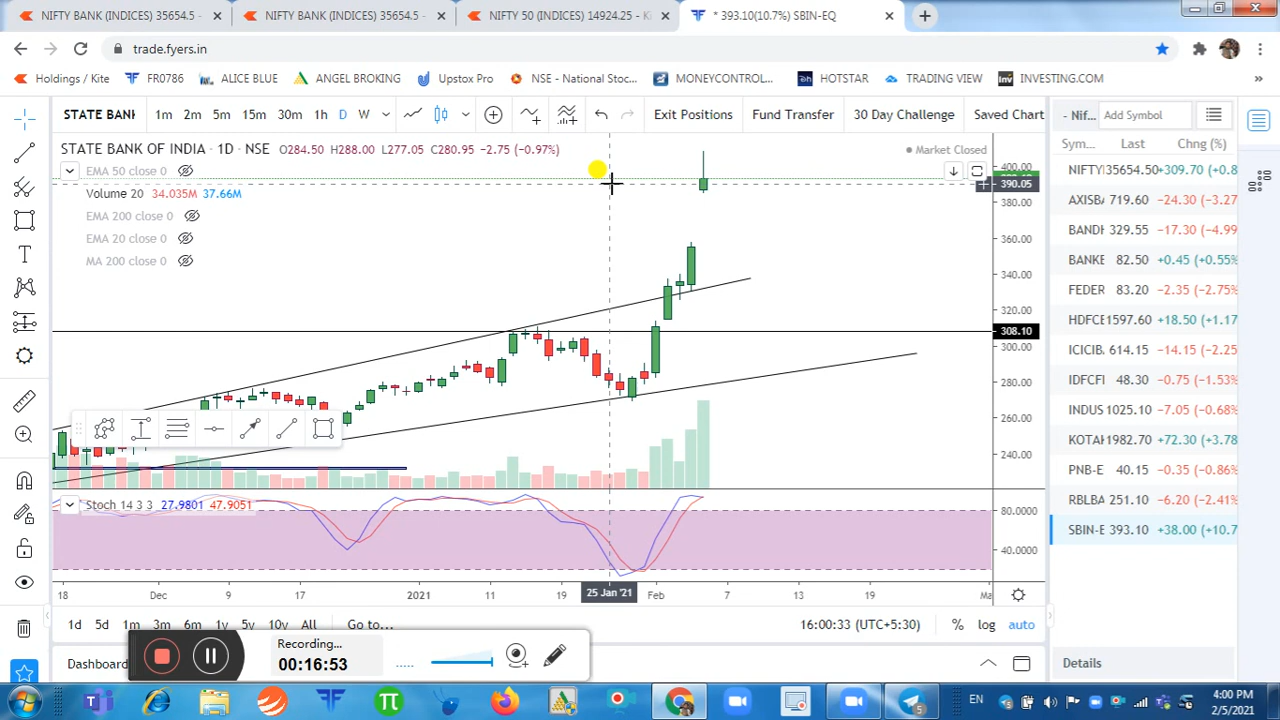 NIFTY BANK (INDICES) 35654.5 -
NIFTY BANK (INDICES) 35654.5 -
NIFTY 50 (INDICES) 14924.25 - Ki
* 393.10(10.7%) SBIN-EQ
trade.fyers.in
Holdings / Kite
FR0786
ALICE BLUE
ANGEL BROKING
Upstox Pro
NSE - National Stoc...
MONEYCONTROL...
HOTSTAR
TRADING VIEW
INVESTING.COM
»
STATE BANK 1m 2m 5m 15m 30m 1h D W
Exit Positions Fund Transfer 30 Day Challenge Saved Chart
- Nif... Add Symbol
STATE BANK OF INDIA · 1D · NSE O284.50 H288.00 L277.05 C280.95 −2.75 (−0.97%)
Market Closed
Sym... Last Chng (%)
EMA 50 close 0
Volume 20 34.035M 37.66M
EMA 200 close 0
EMA 20 close 0
MA 200 close 0
400.00
390.05
380.00
360.00
340.00
320.00
308.10
300.00
280.00
260.00
240.00
NIFTY 35654.50 +309.70 (+0.8
AXISB 719.60 −24.30 (−3.27
BANDH 329.55 −17.30 (−4.99
BANKE 82.50 +0.45 (+0.55%
FEDER 83.20 −2.35 (−2.75%
HDFCE 1597.60 +18.50 (+1.17
ICICIB 614.15 −14.15 (−2.25
IDFCFI 48.30 −0.75 (−1.53%
INDUS 1025.10 −7.05 (−0.68%
KOTAK 1982.70 +72.30 (+3.78
PNB-E 40.15 −0.35 (−0.86%
RBLBA 251.10 −6.20 (−2.41%
SBIN-E 393.10 +38.00 (+10.7
Stoch 14 3 3 27.9801 47.9051
80.0000
40.0000
18 Dec 9 17 2021 11 19 25 Jan '21 Feb 7 13 19 Ma
1d 5d 1m 3m 6m 1y 5y 10y All Go to...
16:00:33 (UTC+5:30) % log auto
Dashboard
Details
Recording...
00:16:53
EN
4:00 PM
2/5/2021